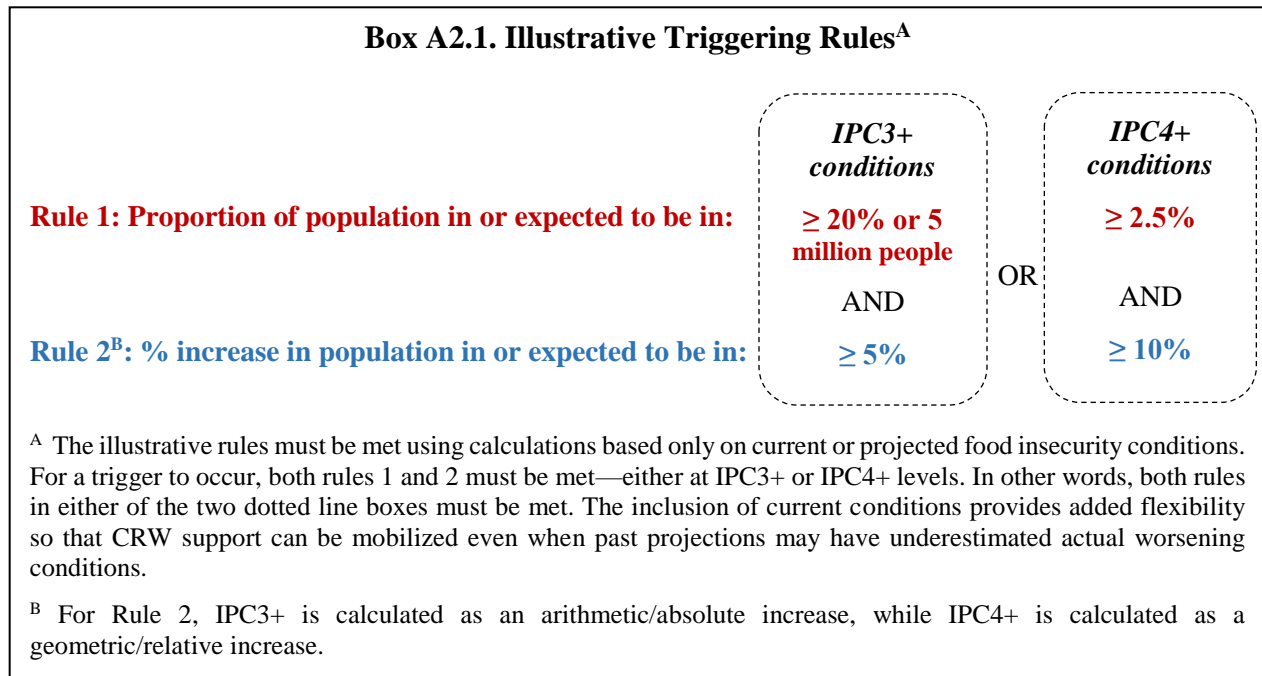 Box A2.1. Illustrative Triggering Rules^A
IPC3+ conditions
IPC4+ conditions
Rule 1: Proportion of population in or expected to be in:
≥ 20% or 5 million people
≥ 2.5%
OR
AND
AND
Rule 2^B: % increase in population in or expected to be in:
≥ 5%
≥ 10%
^A The illustrative rules must be met using calculations based only on current or projected food insecurity conditions.
For a trigger to occur, both rules 1 and 2 must be met—either at IPC3+ or IPC4+ levels. In other words, both rules
in either of the two dotted line boxes must be met. The inclusion of current conditions provides added flexibility
so that CRW support can be mobilized even when past projections may have underestimated actual worsening
conditions.
^B For Rule 2, IPC3+ is calculated as an arithmetic/absolute increase, while IPC4+ is calculated as a
geometric/relative increase.